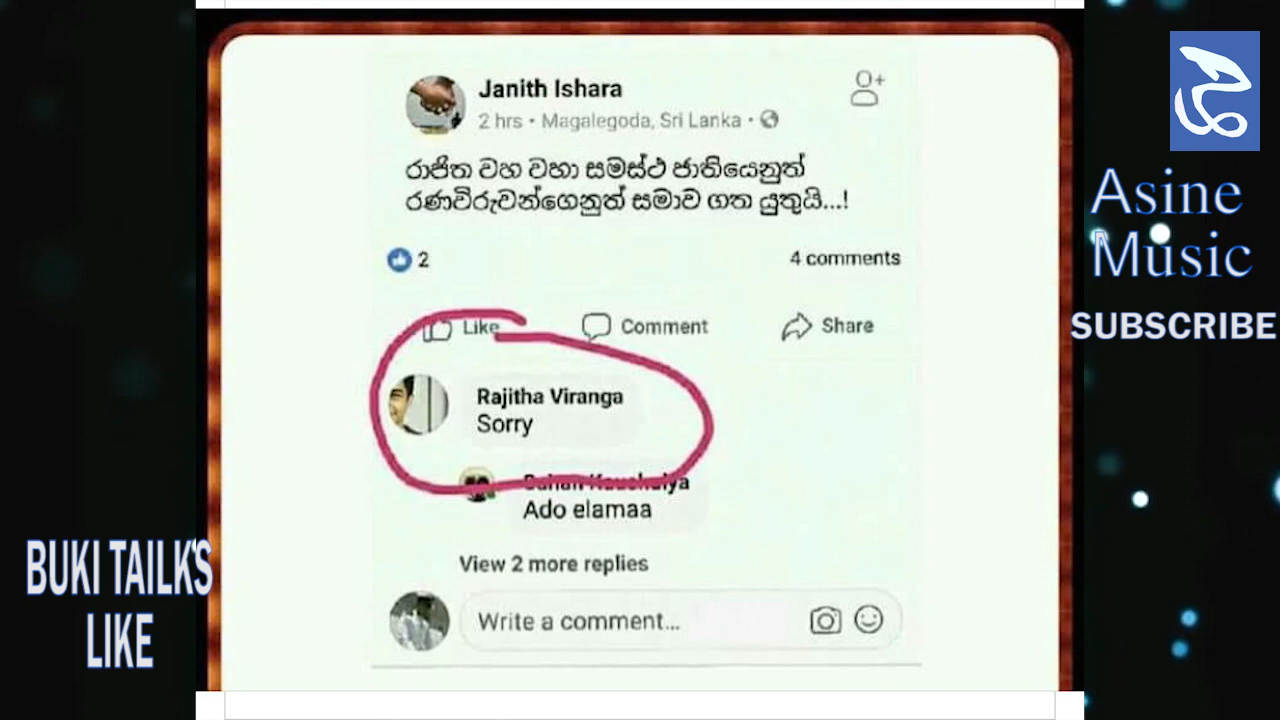 Janith Ishara
2 hrs • Magalegoda, Sri Lanka •
රාජිත වහ වහා සමස්ථ ජාතියෙනුත්
රණවිරුවන්ගෙනුත් සමාව ගත යුතුයි...!
2
4 comments
Like
Comment
Share
Rajitha Viranga
Sorry
Ado elamaa
View 2 more replies
Write a comment...
Asine
Music
SUBSCRIBE
BUKI TAILK'S
LIKE